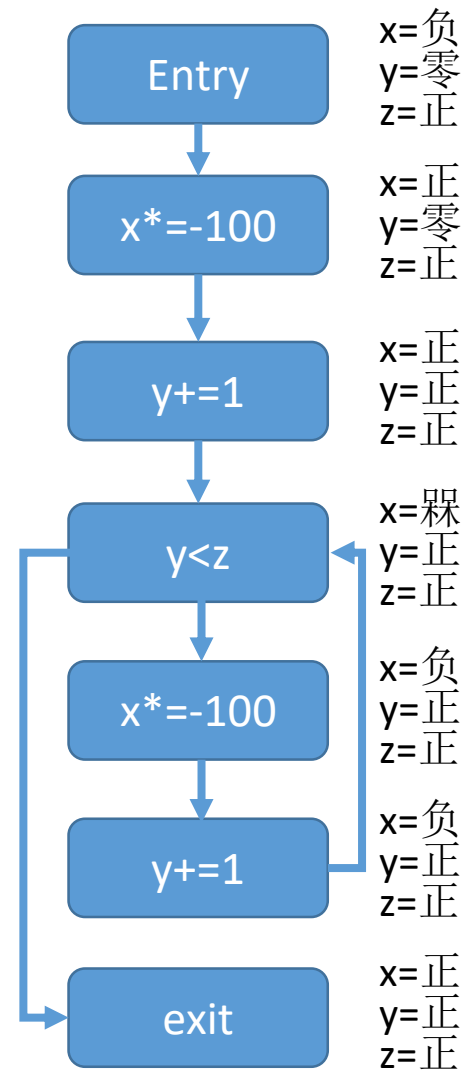 Entry
x=负
y=零
z=正
x*=-100
x=正
y=零
z=正
y+=1
x=正
y=正
z=正
y<z
x=槑
y=正
z=正
x*=-100
x=负
y=正
z=正
y+=1
x=负
y=正
z=正
exit
x=正
y=正
z=正